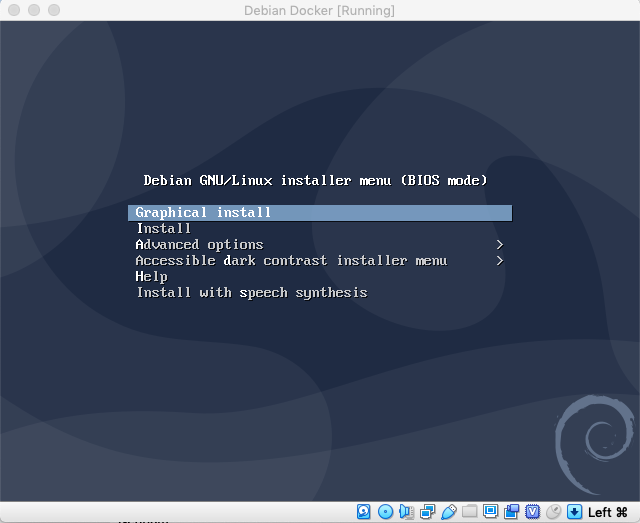 Debian Docker [Running]
Debian GNU/Linux installer menu (BIOS mode)
Graphical install
Install
Advanced options >
Accessible dark contrast installer menu >
Help
Install with speech synthesis
Left ⌘